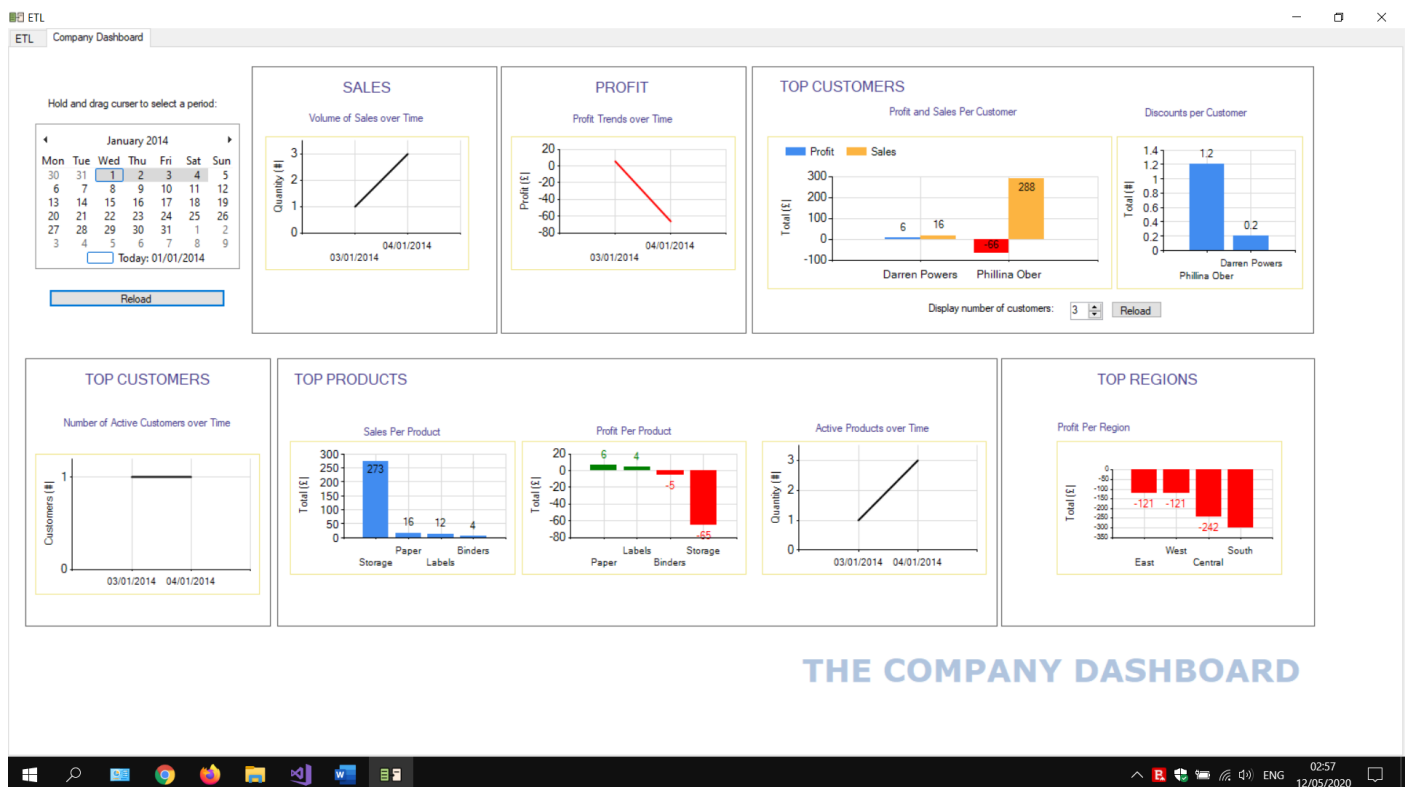 ETL
ETL Company Dashboard
Hold and drag curser to select a period:
January 2014
Mon Tue Wed Thu Fri Sat Sun
30 31 1 2 3 4 5
6 7 8 9 10 11 12
13 14 15 16 17 18 19
20 21 22 23 24 25 26
27 28 29 30 31 1 2
3 4 5 6 7 8 9
Today: 01/01/2014
Reload
SALES
Volume of Sales over Time
Quantity (#)
3
2
1
0
04/01/2014
03/01/2014
PROFIT
Profit Trends over Time
Profit (£)
20
0
-20
-40
-60
-80
04/01/2014
03/01/2014
TOP CUSTOMERS
Profit and Sales Per Customer
Profit Sales
Total (£)
300
200
100
0
-100
6 16 -66 288
Darren Powers Phillina Ober
Discounts per Customer
Total (#)
1.4
1.2
1
0.8
0.6
0.4
0.2
0
1.2
0.2
Darren Powers
Phillina Ober
Display number of customers: 3 Reload
TOP CUSTOMERS
Number of Active Customers over Time
Customers (#)
1
0
03/01/2014 04/01/2014
TOP PRODUCTS
Sales Per Product
Total (£)
300
250
200
150
100
50
0
273 16 12 4
Paper Binders
Storage Labels
Profit Per Product
Total (£)
20
0
-20
-40
-60
-80
6 4 -5 -65
Labels Storage
Paper Binders
Active Products over Time
Quantity (#)
3
2
1
0
03/01/2014 04/01/2014
TOP REGIONS
Profit Per Region
Total (£)
0
-50
-100
-150
-200
-250
-300
-350
-121 -121 -242
West South
East Central
THE COMPANY DASHBOARD
ENG
02:57
12/05/2020